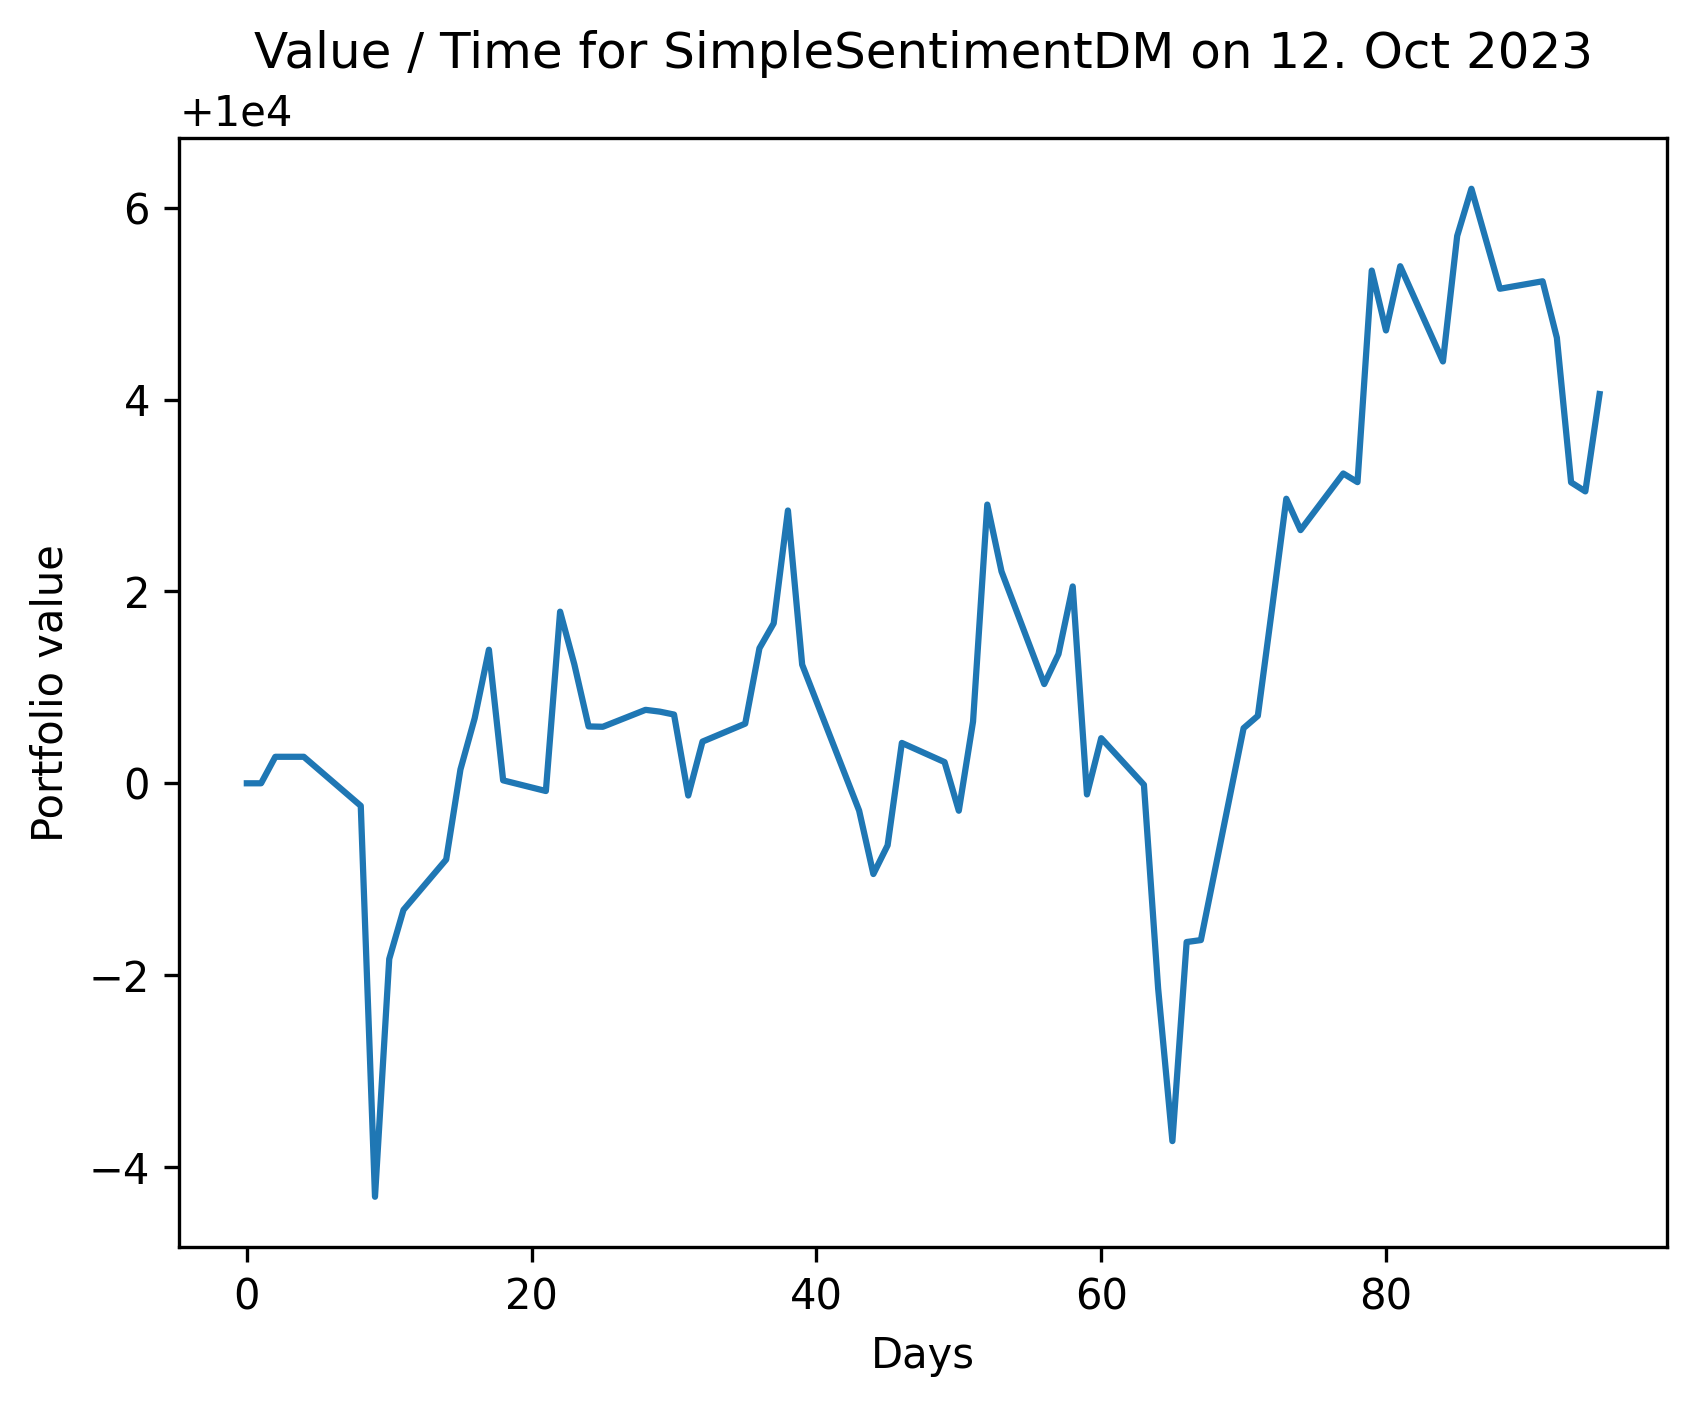 Value / Time for SimpleSentimentDM on 12. Oct 2023
+1e4
6
4
2
0
−2
−4
Portfolio value
0 20 40 60 80
Days